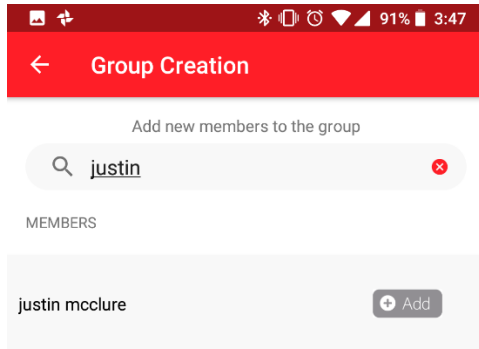 91% 3:47
Group Creation
Add new members to the group
justin
MEMBERS
justin mcclure
Add